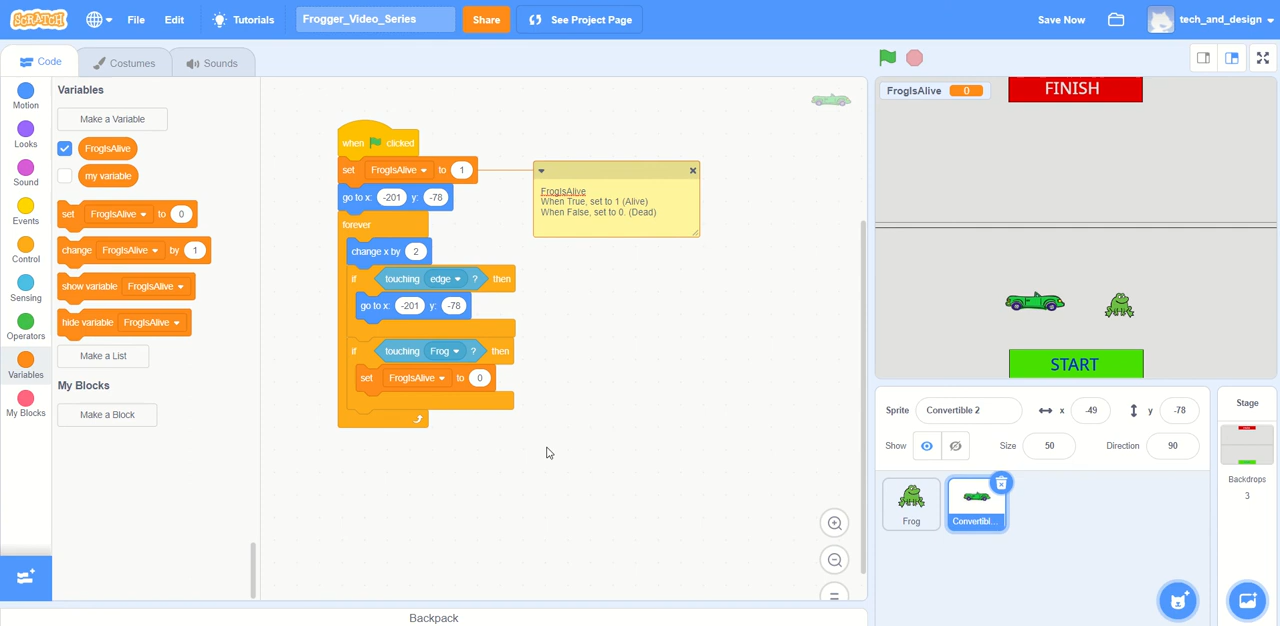 SCRATCH File Edit Tutorials Frogger_Video_Series Share See Project Page Save Now tech_and_design
Code Costumes Sounds
Motion
Looks
Sound
Events
Control
Sensing
Operators
Variables
My Blocks
Variables
Make a Variable
FrogIsAlive
my variable
set FrogIsAlive to 0
change FrogIsAlive by 1
show variable FrogIsAlive
hide variable FrogIsAlive
Make a List
My Blocks
Make a Block
when clicked
set FrogIsAlive to 1
go to x: -201 y: -78
forever
change x by 2
if touching edge ? then
go to x: -201 y: -78
if touching Frog ? then
set FrogIsAlive to 0
FrogIsAlive
When True, set to 1 (Alive)
When False, set to 0. (Dead)
FrogIsAlive 0
FINISH
START
Sprite Convertible 2 x -49 y -78
Show Size 50 Direction 90
Frog
Convertibl...
Stage
Backdrops
3
Backpack